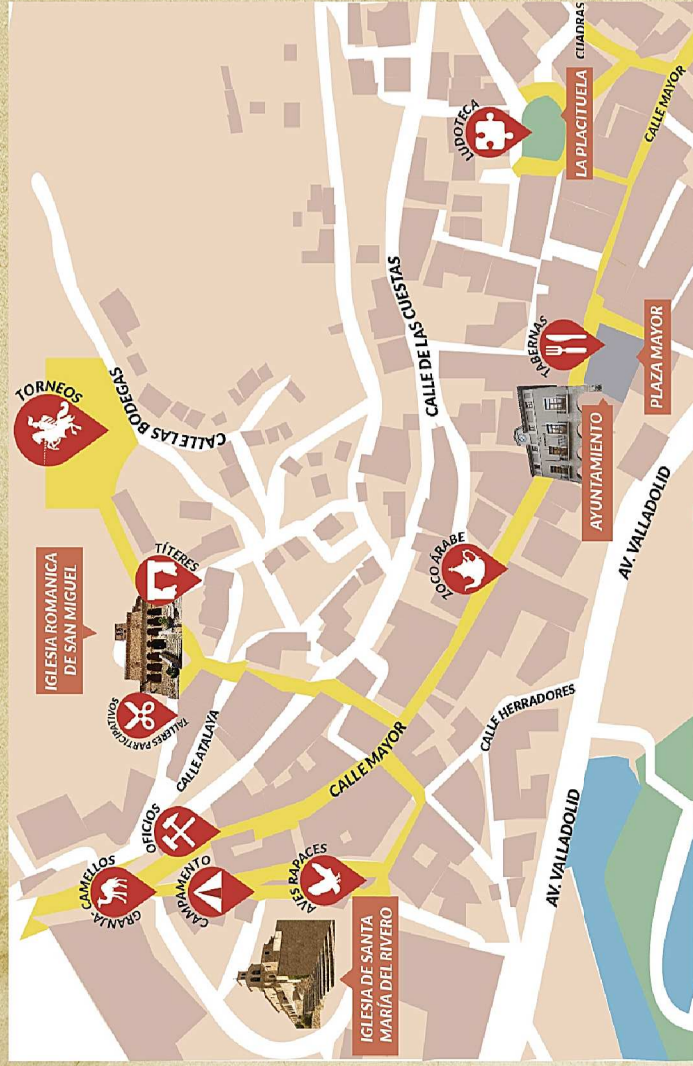 TORNEOS
CALLE LAS BODEGAS
IGLESIA ROMANICA
DE SAN MIGUEL
TÍTERES
TALLERES PARTICIPATIVOS
CALLE ATALAYA
OFICIOS
GRANJA-
CAMELLOS
CAMPAMENTO
AVES RAPACES
IGLESIA DE SANTA
MARÍA DEL RIVERO
CALLE MAYOR
ZOCO ÁRABE
CALLE DE LAS CUESTAS
CALLE HERRADORES
AV. VALLADOLID
AV. VALLADOLID
AYUNTAMIENTO
TABERNAS
PLAZA MAYOR
LUDOTECA
LA PLACITUELA
CUADRAS
CALLE MAYOR